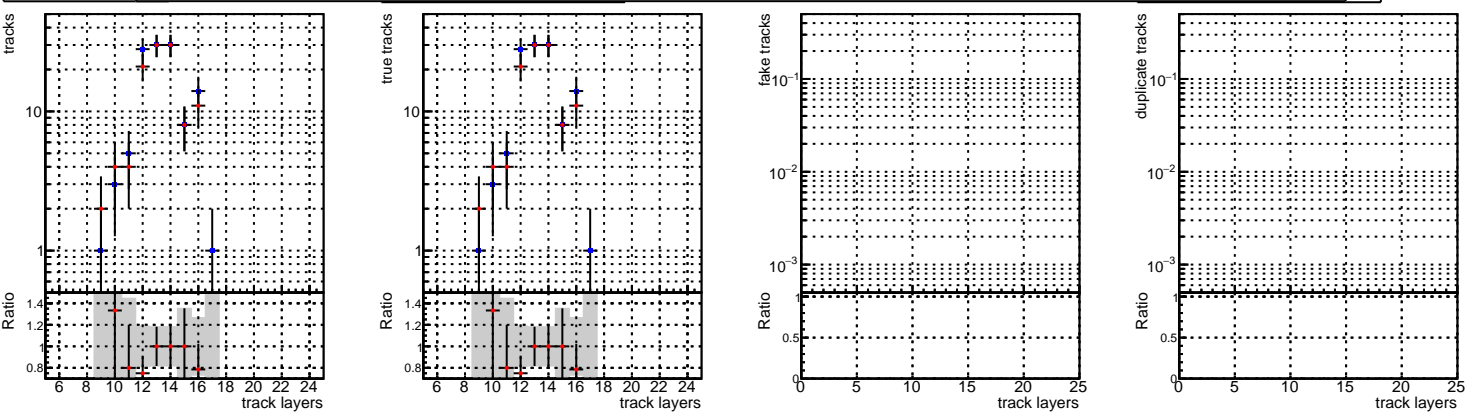 tracks
10
1
Ratio
1.4
1.2
1
0.8
6 8 10 12 14 16 18 20 22 24
track layers
true tracks
10
1
Ratio
1.4
1.2
1
0.8
6 8 10 12 14 16 18 20 22 24
track layers
fake tracks
10⁻¹
10⁻²
10⁻³
Ratio
1
0.5
0
0 5 10 15 20 25
track layers
duplicate tracks
10⁻¹
10⁻²
10⁻³
Ratio
1
0.5
0
0 5 10 15 20 25
track layers